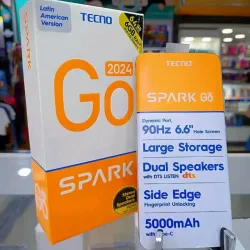 Latin
American
Version
TECNO
2024
Go
SPARK
TECNO
SPARK GO
Dynamic Port,
90Hz 6.6" Hole Screen
Large Storage
Dual Speakers
with DTS LISTEN dts
Side Edge
Fingerprint Unlocking
5000mAh
Type-C